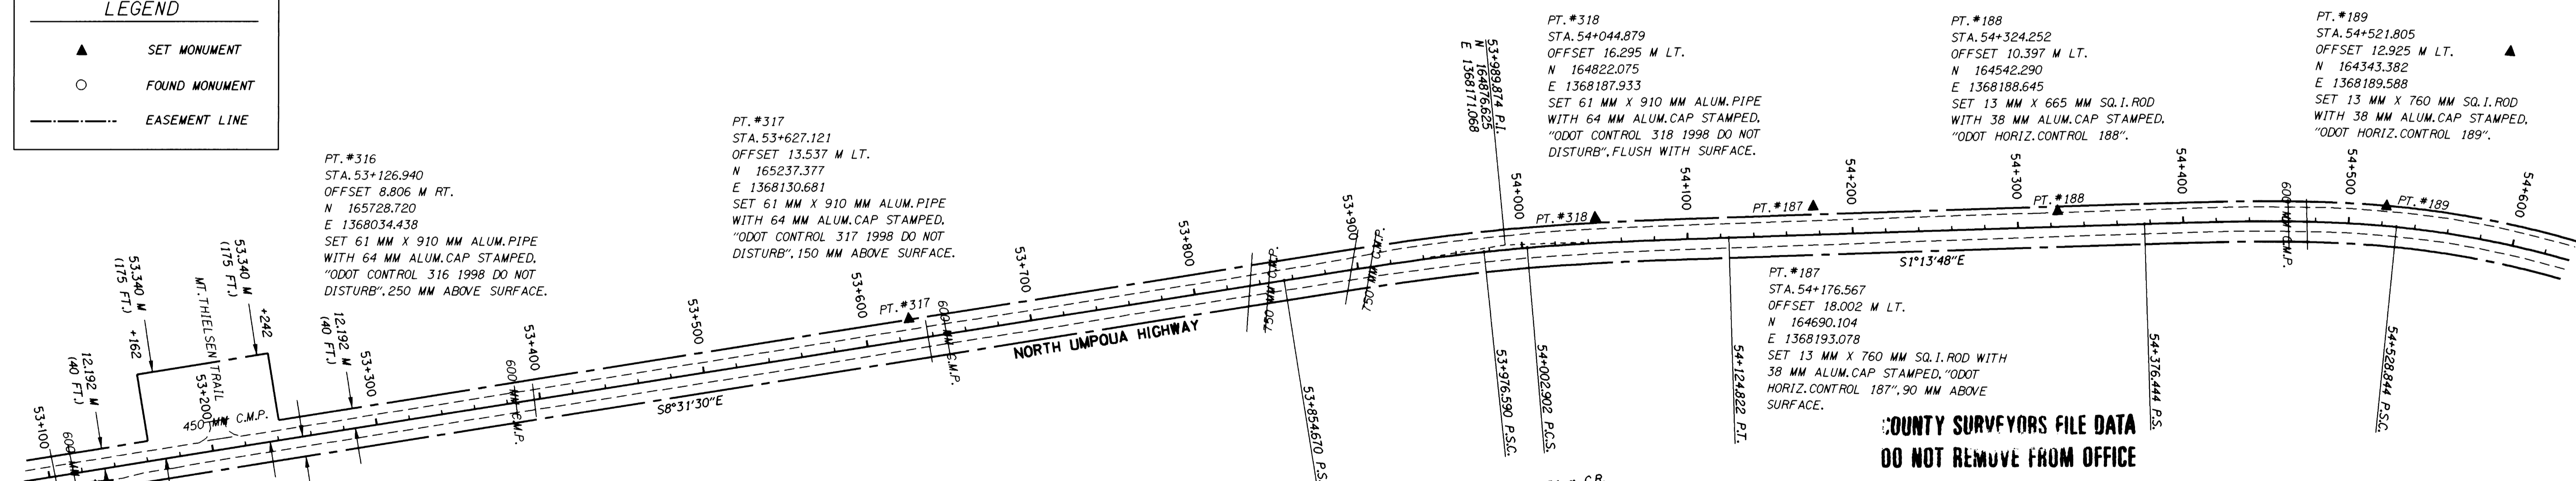 LEGEND
SET MONUMENT
FOUND MONUMENT
EASEMENT LINE
PT. #316
STA. 53+126.940
OFFSET 8.806 M RT.
N 165728.720
E 1368034.438
SET 61 MM X 910 MM ALUM. PIPE
WITH 64 MM ALUM. CAP STAMPED,
"ODOT CONTROL 316 1998 DO NOT
DISTURB", 250 MM ABOVE SURFACE.
PT. #317
STA. 53+627.121
OFFSET 13.537 M LT.
N 165237.377
E 1368130.681
SET 61 MM X 910 MM ALUM. PIPE
WITH 64 MM ALUM. CAP STAMPED,
"ODOT CONTROL 317 1998 DO NOT
DISTURB", 150 MM ABOVE SURFACE.
53+989.874 P.I.
N 164876.625
E 1368171.068
PT. #318
STA. 54+044.879
OFFSET 16.295 M LT.
N 164822.075
E 1368187.933
SET 61 MM X 910 MM ALUM. PIPE
WITH 64 MM ALUM. CAP STAMPED,
"ODOT CONTROL 318 1998 DO NOT
DISTURB", FLUSH WITH SURFACE.
PT. #188
STA. 54+324.252
OFFSET 10.397 M LT.
N 164542.290
E 1368188.645
SET 13 MM X 665 MM SQ. I. ROD
WITH 38 MM ALUM. CAP STAMPED,
"ODOT HORIZ. CONTROL 188".
PT. #189
STA. 54+521.805
OFFSET 12.925 M LT.
N 164343.382
E 1368189.588
SET 13 MM X 760 MM SQ. I. ROD
WITH 38 MM ALUM. CAP STAMPED,
"ODOT HORIZ. CONTROL 189".
53.340 M
(175 FT.)
+162
53.340 M
(175 FT.)
+242
MT. THIELSEN TRAIL
12.192 M
(40 FT.)
12.192 M
(40 FT.)
53+100
53+200
53+300
53+400
53+500
53+600
53+700
53+800
53+900
54+000
54+100
54+200
54+300
54+400
54+500
54+600
600 MM
450 MM C.M.P.
600 MM C.M.P.
PT. #317
600 MM C.M.P.
750 MM C.M.P.
750 MM C.M.P.
PT. #318
PT. #187
PT. #188
600 MM C.M.P.
PT. #189
S8°31'30"E
NORTH UMPQUA HIGHWAY
S1°13'48"E
53+854.670 P.S.
53+976.590 P.S.C.
54+002.902 P.C.S.
54+124.822 P.T.
54+376.444 P.S.
54+528.844 P.S.C.
PT. #187
STA. 54+176.567
OFFSET 18.002 M LT.
N 164690.104
E 1368193.078
SET 13 MM X 760 MM SQ. I. ROD WITH
38 MM ALUM. CAP STAMPED, "ODOT
HORIZ. CONTROL 187", 90 MM ABOVE
SURFACE.
COUNTY SURVEYORS FILE DATA
DO NOT REMOVE FROM OFFICE